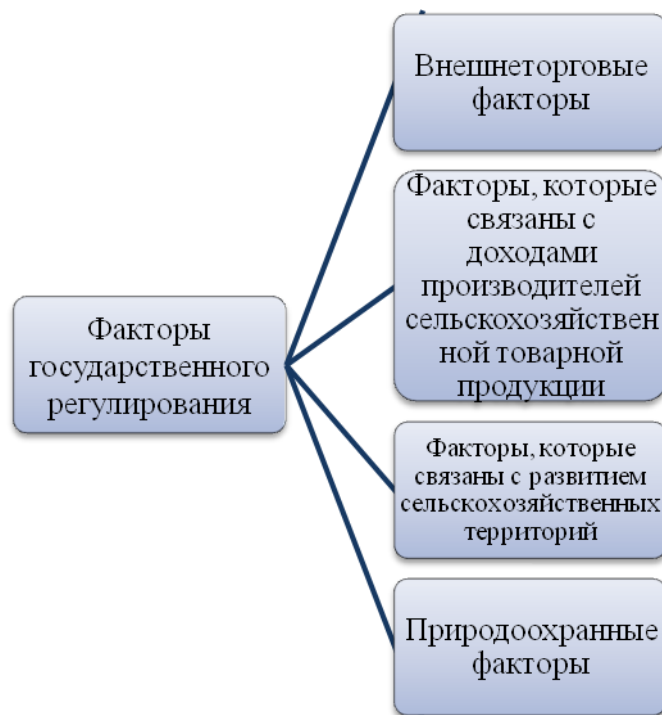 Внешнеторговые
факторы
Факторы, которые
связаны с
доходами
производителей
сельскохозяйствен
ной товарной
продукции
Факторы
государственного
регулирования
Факторы, которые
связаны с развитием
сельскохозяйственных
территорий
Природоохранные
факторы